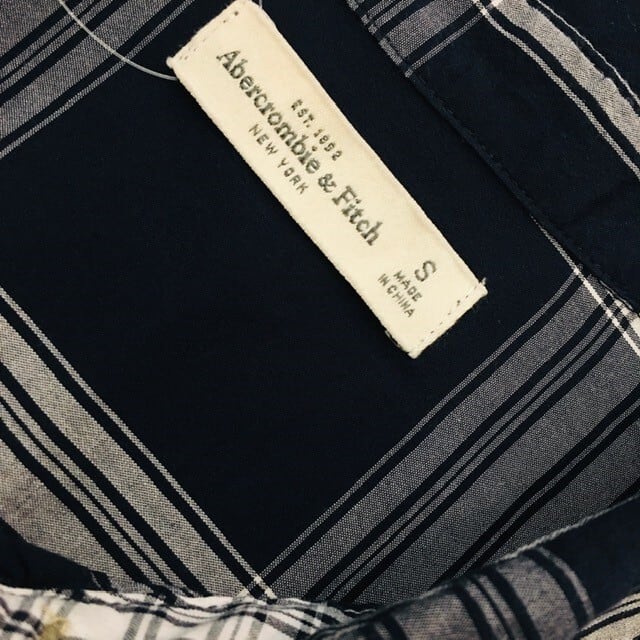 EST. 1892
Abercrombie & Fitch
NEW YORK
S
MADE
IN CHINA